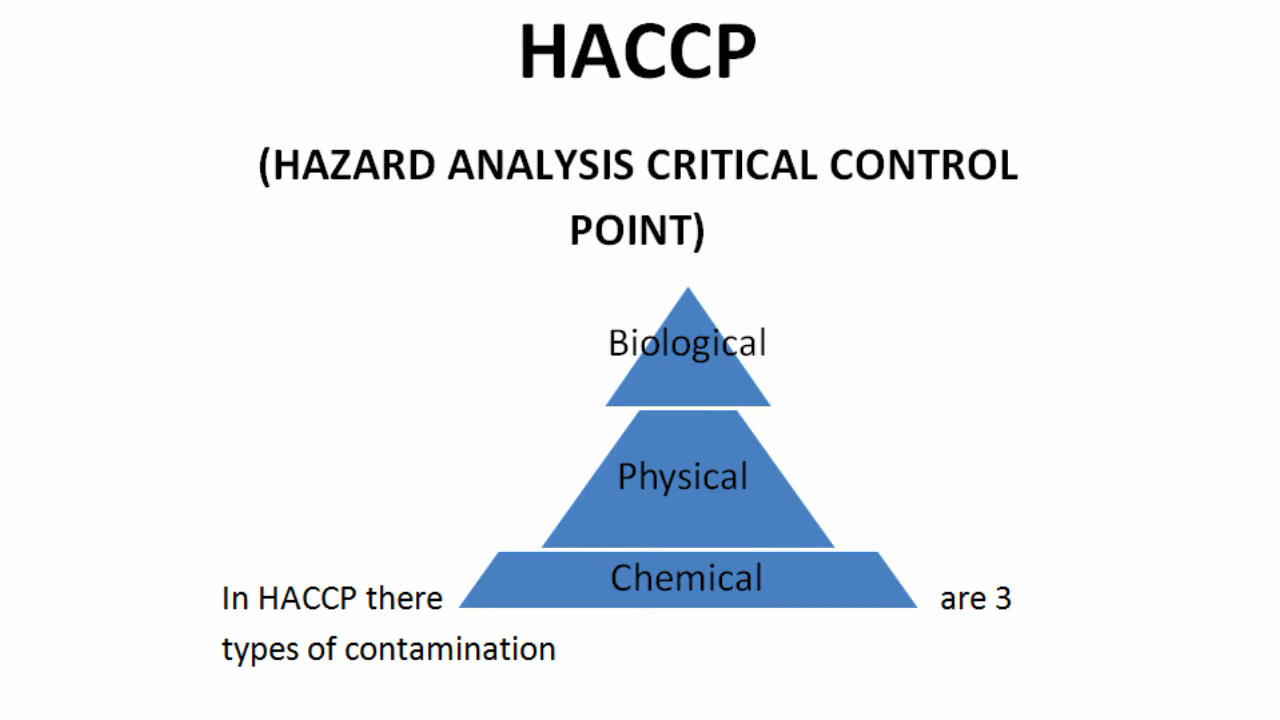 HACCP
(HAZARD ANALYSIS CRITICAL CONTROL
POINT)
Biological
Physical
Chemical
In HACCP there are 3
types of contamination